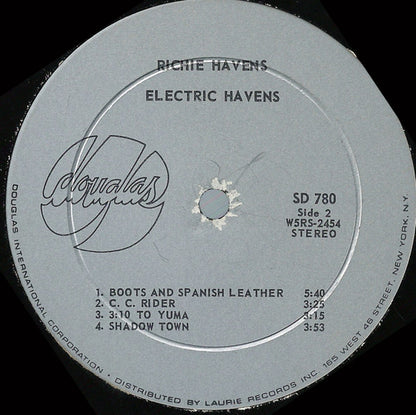 RICHIE HAVENS
ELECTRIC HAVENS
douglas
SD 780
Side 2
W5RS-2454
STEREO
1. BOOTS AND SPANISH LEATHER 5:40
2. C. C. RIDER 3:25
3. 3:10 TO YUMA 3:15
4. SHADOW TOWN 3:53
DOUGLAS INTERNATIONAL CORPORATION • DISTRIBUTED BY LAURIE RECORDS INC. 165 WEST 46 STREET, NEW YORK, N.Y.